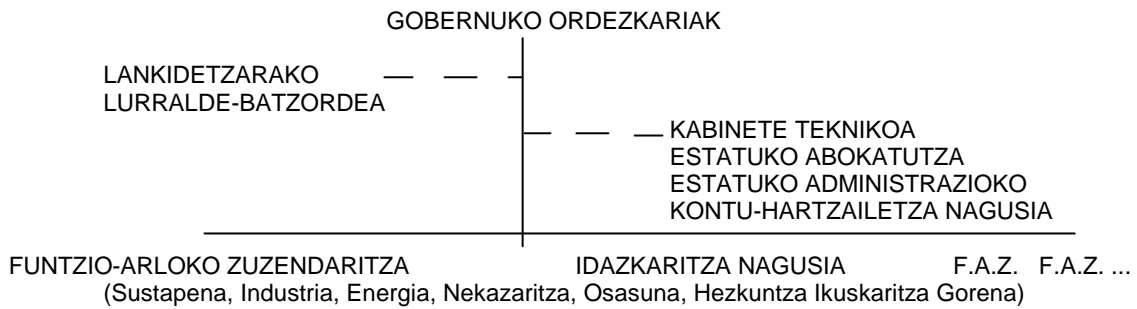 GOBERNUKO ORDEZKARIAK
LANKIDETZARAKO
LURRALDE-BATZORDEA
KABINETE TEKNIKOA
ESTATUKO ABOKATUTZA
ESTATUKO ADMINISTRAZIOKO
KONTU-HARTZAILETZA NAGUSIA
FUNTZIO-ARLOKO ZUZENDARITZA IDAZKARITZA NAGUSIA F.A.Z. F.A.Z. ...
(Sustapena, Industria, Energia, Nekazaritza, Osasuna, Hezkuntza Ikuskaritza Gorena)